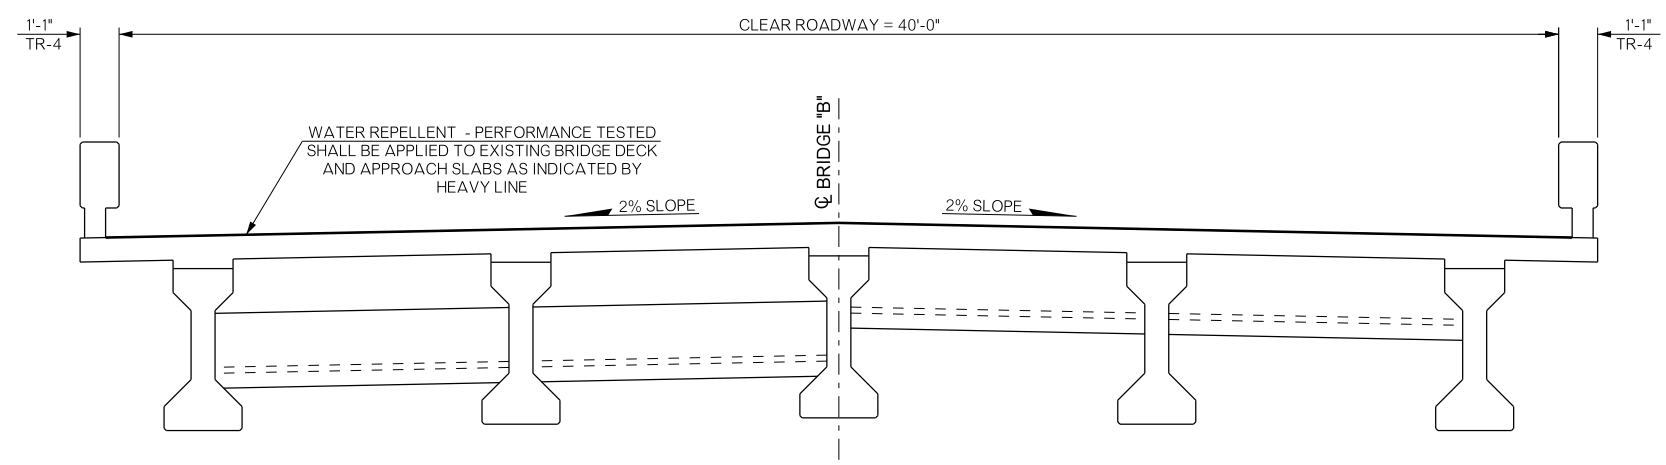 1'-1"
TR-4
CLEAR ROADWAY = 40'-0"
1'-1"
TR-4
℄ BRIDGE "B"
WATER REPELLENT - PERFORMANCE TESTED
SHALL BE APPLIED TO EXISTING BRIDGE DECK
AND APPROACH SLABS AS INDICATED BY
HEAVY LINE
2% SLOPE
2% SLOPE